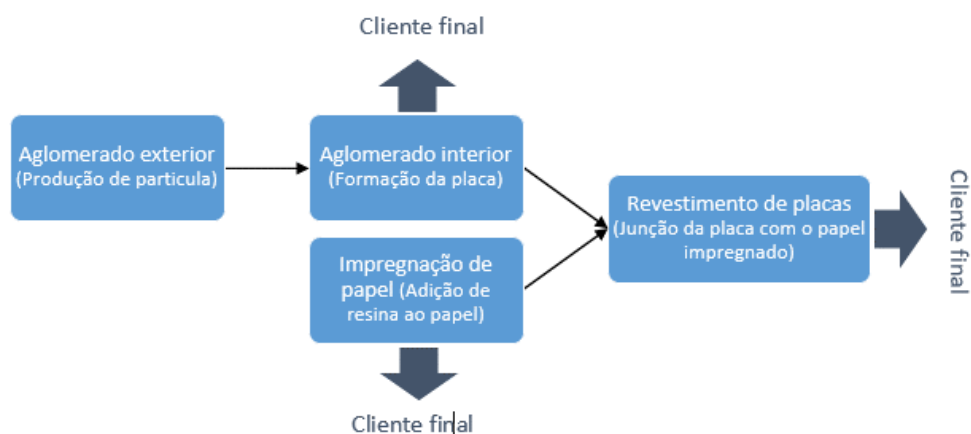 Cliente final
Aglomerado exterior
(Produção de particula)
Aglomerado interior
(Formação da placa)
Impregnação de
papel (Adição de
resina ao papel)
Revestimento de placas
(Junção da placa com o papel
impregnado)
Cliente final
Cliente final